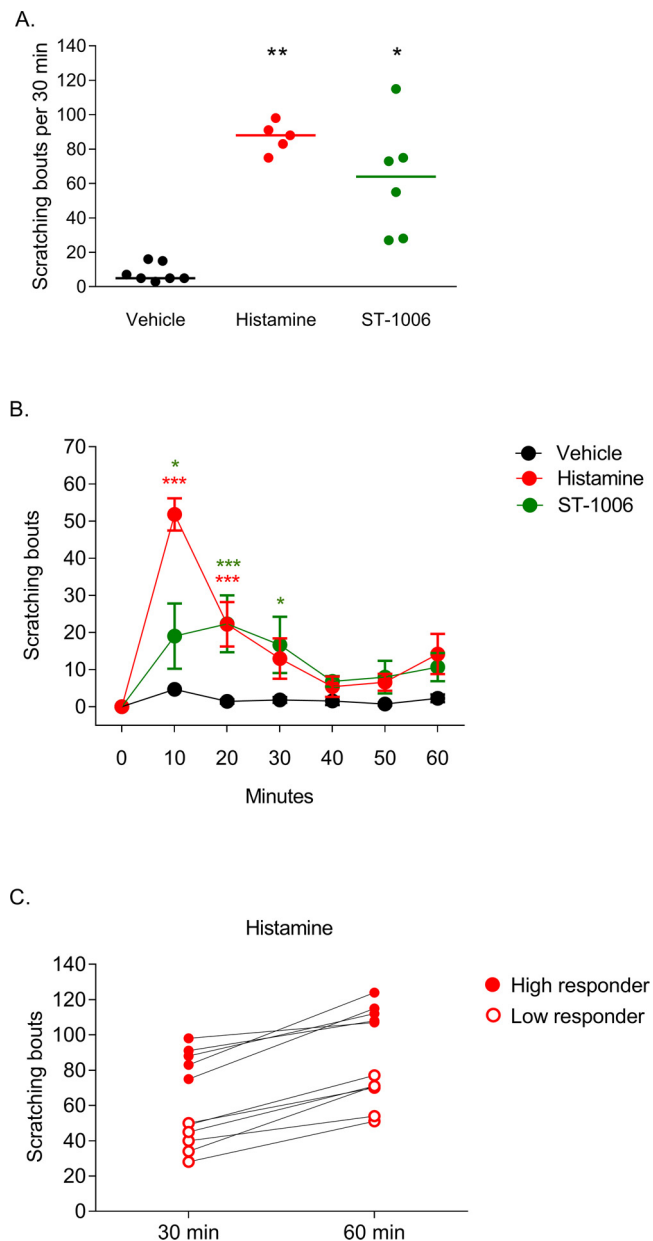 A.
Scratching bouts per 30 min
140
120
100
80
60
40
20
0
** *
Vehicle Histamine ST-1006
B.
Scratching bouts
70
60
50
40
30
20
10
0
*
***
***
***
*
0 10 20 30 40 50 60
Minutes
Vehicle
Histamine
ST-1006
C.
Histamine
Scratching bouts
140
120
100
80
60
40
20
0
30 min 60 min
High responder
Low responder